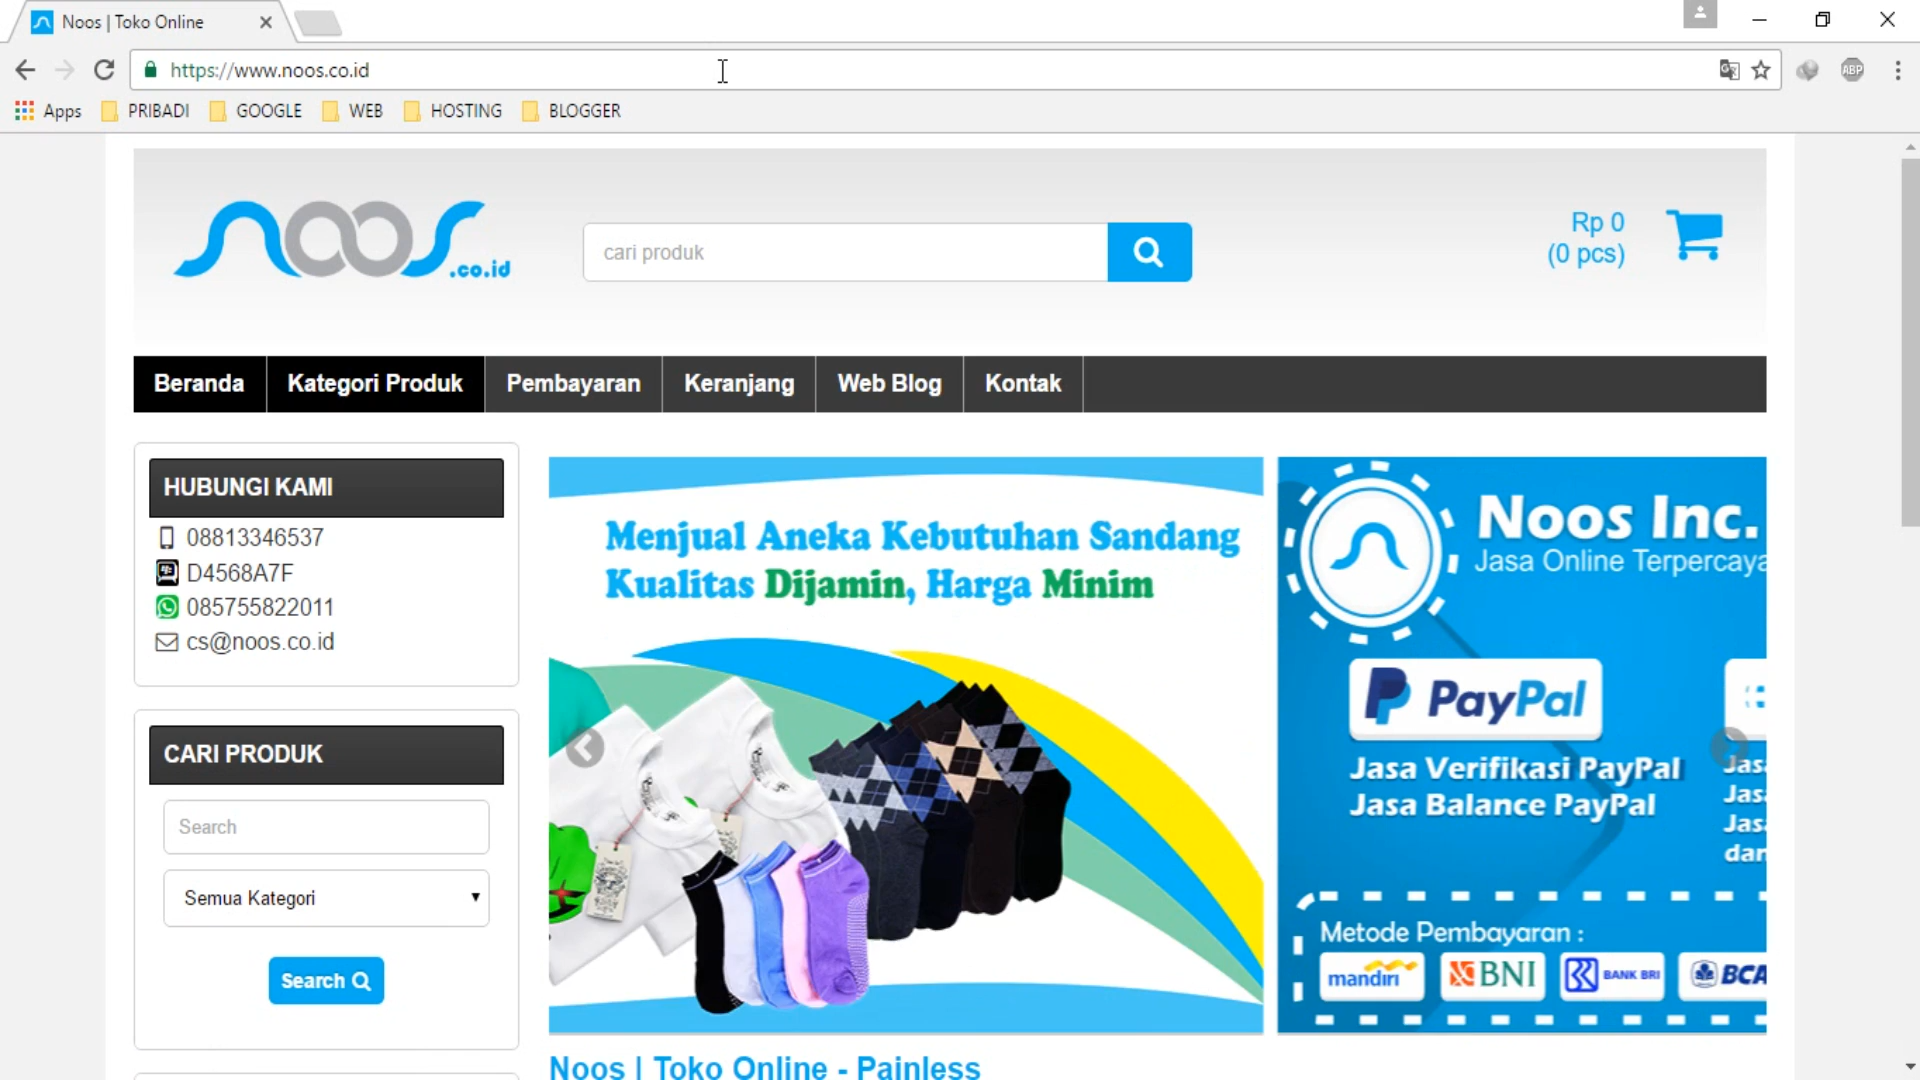 Noos | Toko Online
https://www.noos.co.id
ABP
Apps PRIBADI GOOGLE WEB HOSTING BLOGGER
noos.co.id
cari produk
Rp 0
(0 pcs)
Beranda Kategori Produk Pembayaran Keranjang Web Blog Kontak
HUBUNGI KAMI
08813346537
D4568A7F
085755822011
cs@noos.co.id
CARI PRODUK
Search
Semua Kategori
Search
Menjual Aneka Kebutuhan Sandang
Kualitas Dijamin, Harga Minim
Noos Inc.
Jasa Online Terpercaya
PayPal
Jasa Verifikasi PayPal
Jasa Balance PayPal
Jasa
Jasa
Jasa
dan
Metode Pembayaran :
mandiri BNI BANK BRI BCA
Noos | Toko Online - Painless